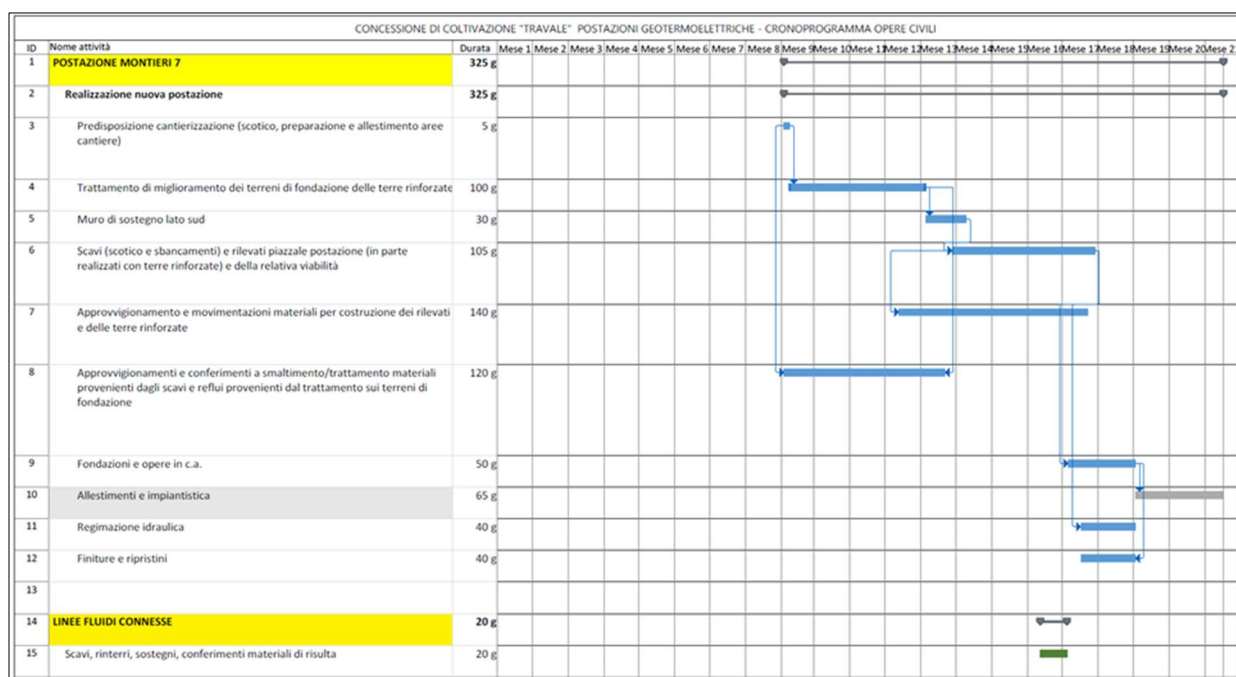 CONCESSIONE DI COLTIVAZIONE "TRAVALE" POSTAZIONI GEOTERMOELETTRICHE - CRONOPROGRAMMA OPERE CIVILI
ID Nome attività Durata Mese 1 Mese 2 Mese 3 Mese 4 Mese 5 Mese 6 Mese 7 Mese 8 Mese 9 Mese 10 Mese 11 Mese 12 Mese 13 Mese 14 Mese 15 Mese 16 Mese 17 Mese 18 Mese 19 Mese 20 Mese 2
1 POSTAZIONE MONTIERI 7 325 g
2 Realizzazione nuova postazione 325 g
3 Predisposizione cantierizzazione (scotico, preparazione e allestimento aree 5 g
cantiere)
4 Trattamento di miglioramento dei terreni di fondazione delle terre rinforzate 100 g
5 Muro di sostegno lato sud 30 g
6 Scavi (scotico e sbancamenti) e rilevati piazzale postazione (in parte 105 g
realizzati con terre rinforzate) e della relativa viabilità
7 Approvvigionamento e movimentazioni materiali per costruzione dei rilevati 140 g
e delle terre rinforzate
8 Approvvigionamenti e conferimenti a smaltimento/trattamento materiali 120 g
provenienti dagli scavi e reflui provenienti dal trattamento sui terreni di
fondazione
9 Fondazioni e opere in c.a. 50 g
10 Allestimenti e impiantistica 65 g
11 Regimazione idraulica 40 g
12 Finiture e ripristini 40 g
13
14 LINEE FLUIDI CONNESSE 20 g
15 Scavi, rinterri, sostegni, conferimenti materiali di risulta 20 g